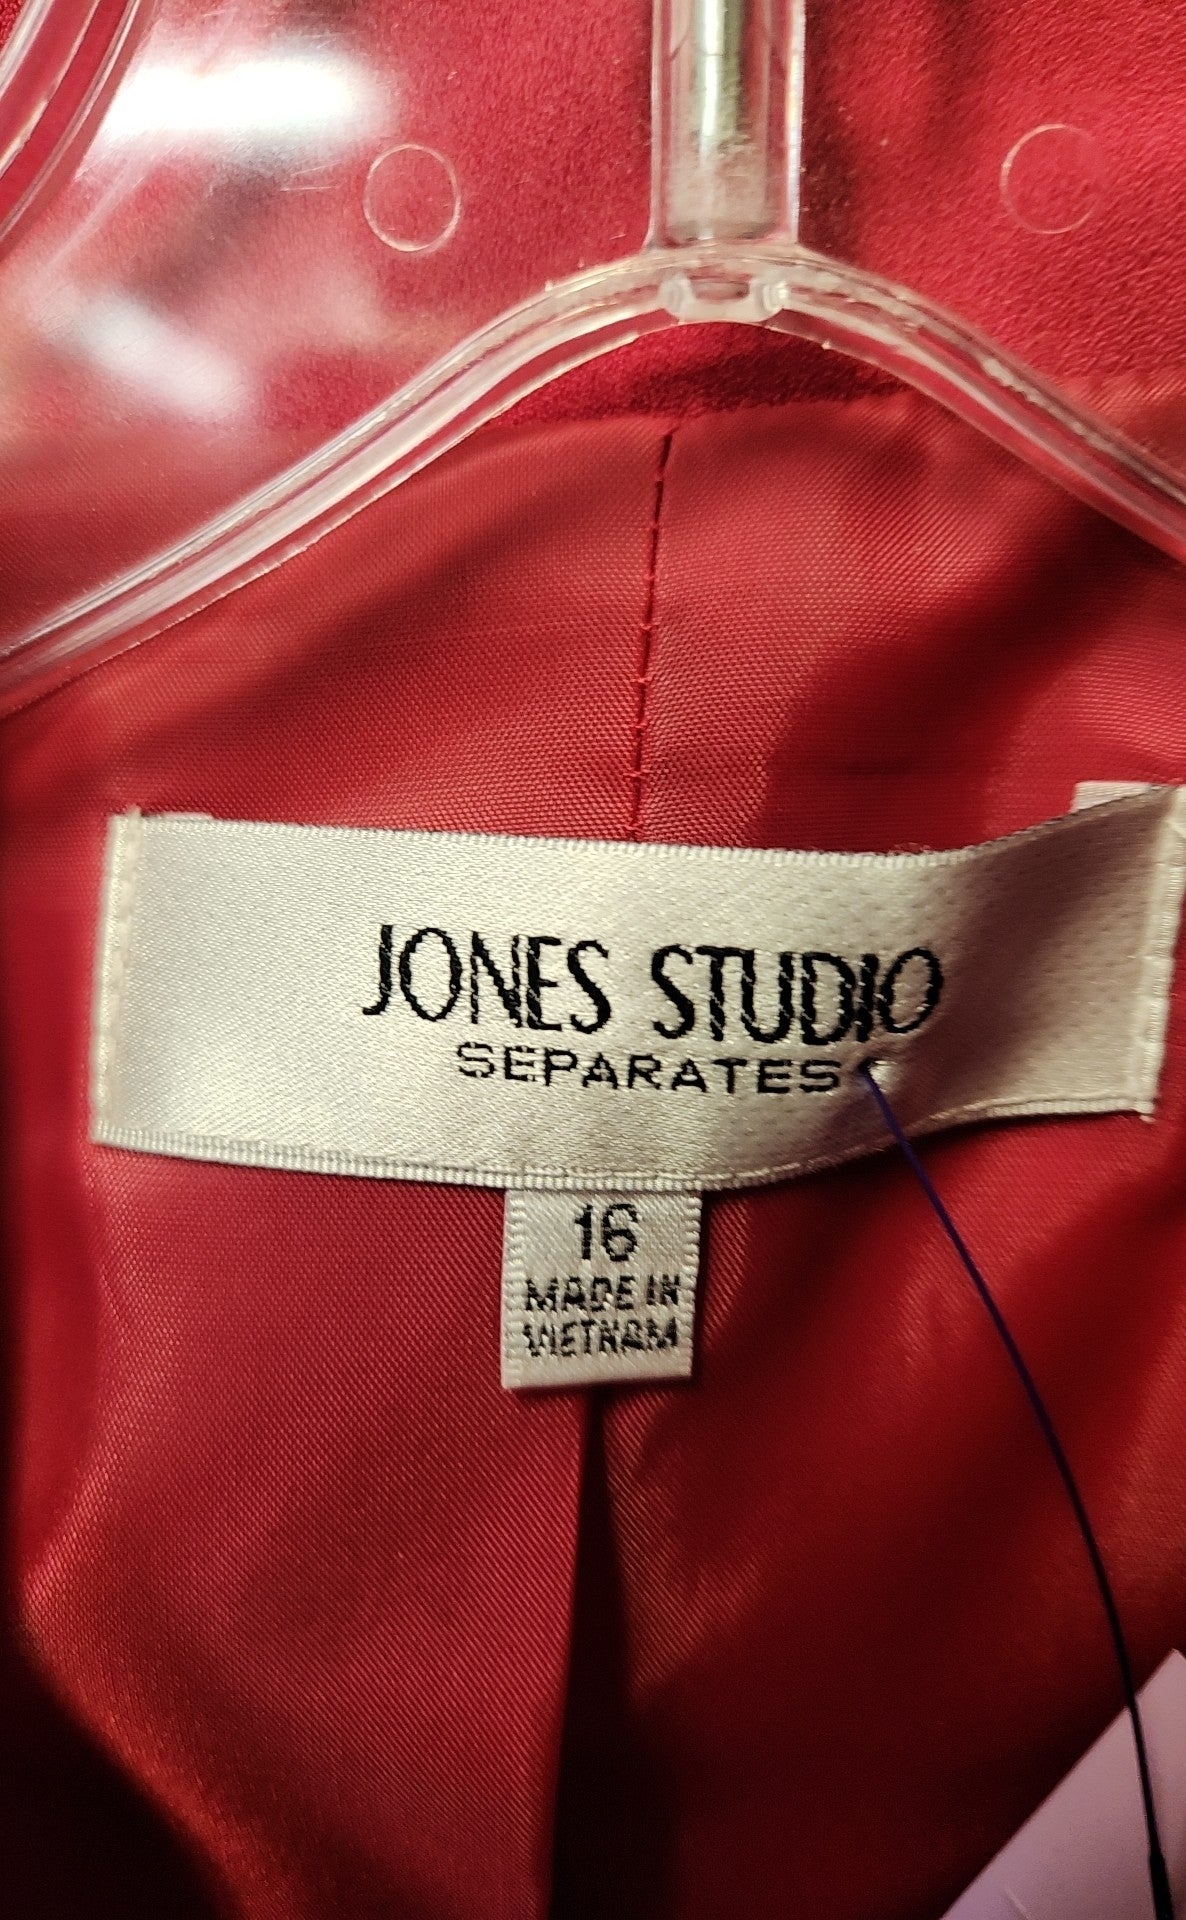 JONES STUDIO
SEPARATES
16
MADE IN
VIETNAM